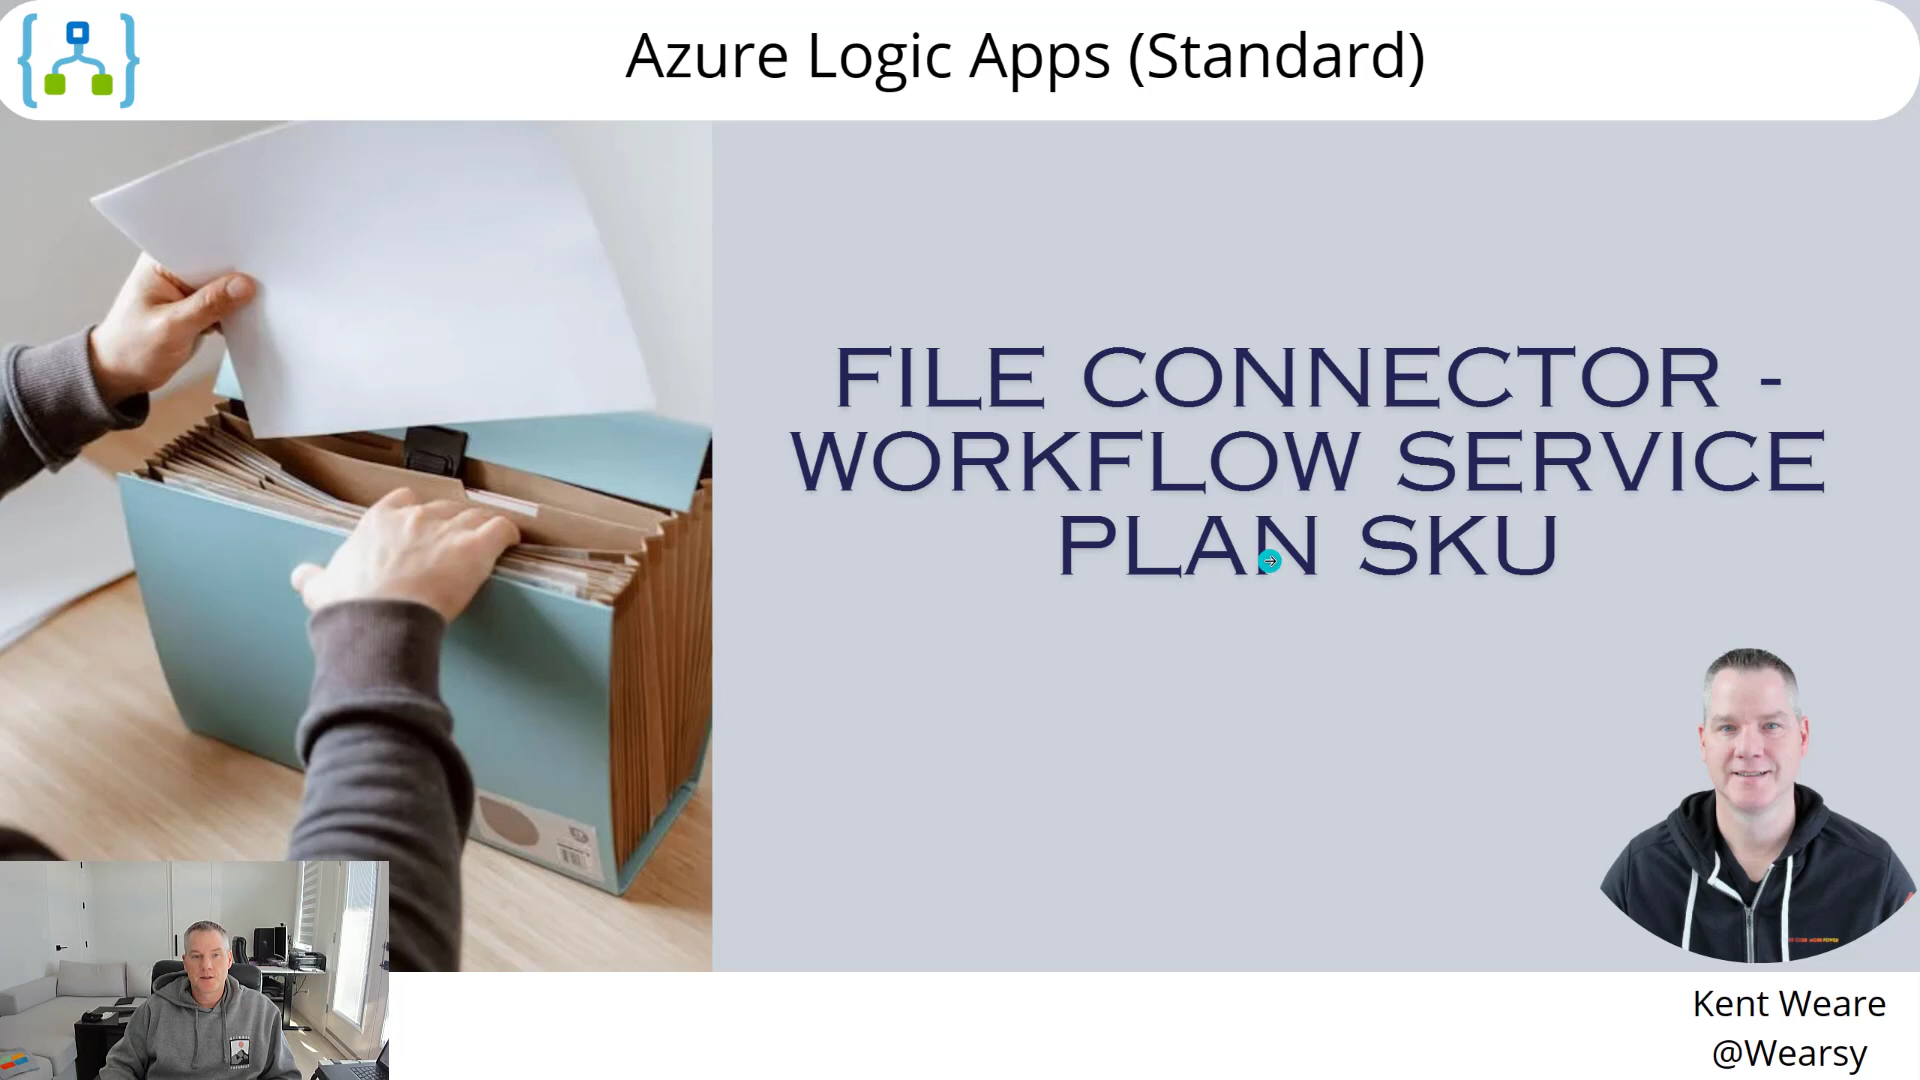 Azure Logic Apps (Standard)
FILE CONNECTOR -
WORKFLOW SERVICE
PLAN SKU
Kent Weare
@Wearsy